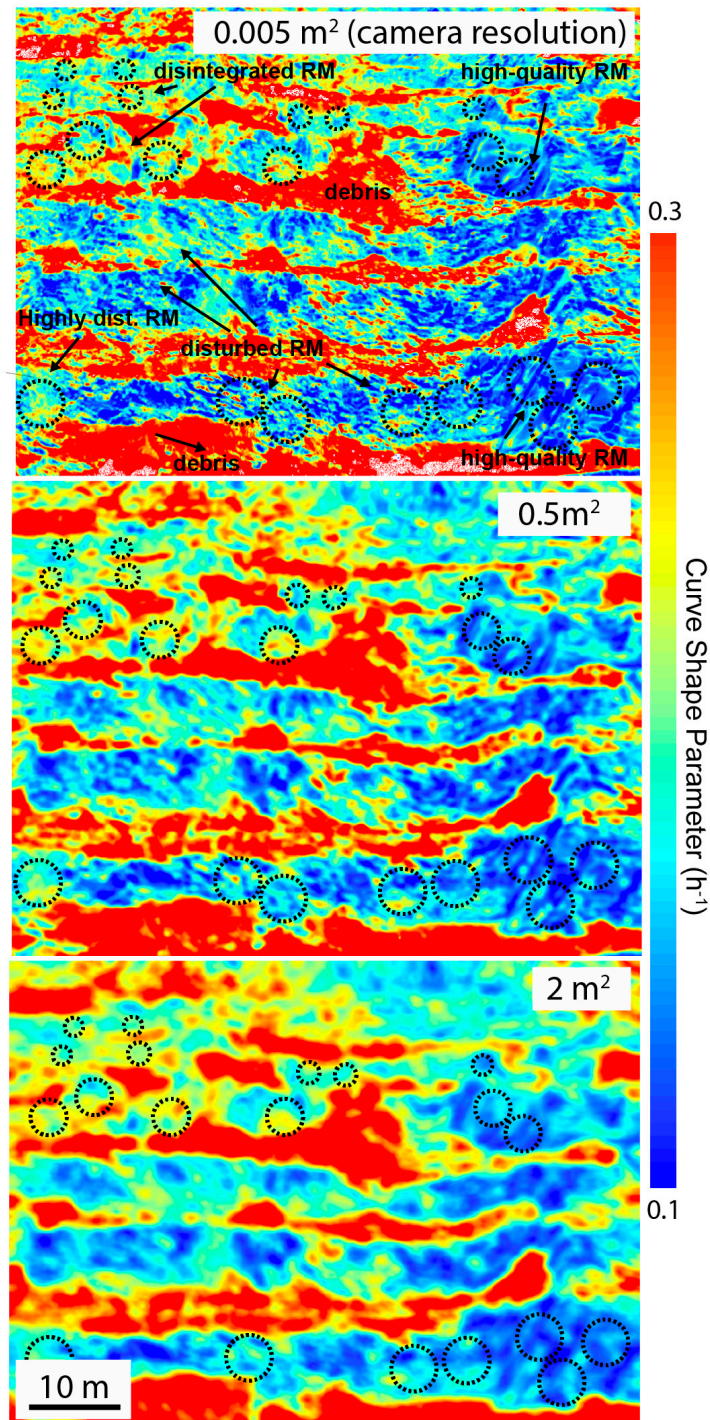 0.005 m² (camera resolution)
disintegrated RM
high-quality RM
debris
0.3
Highly dist. RM
disturbed RM
debris
high-quality RM
0.5m²
Curve Shape Parameter (h⁻¹)
2 m²
0.1
10 m